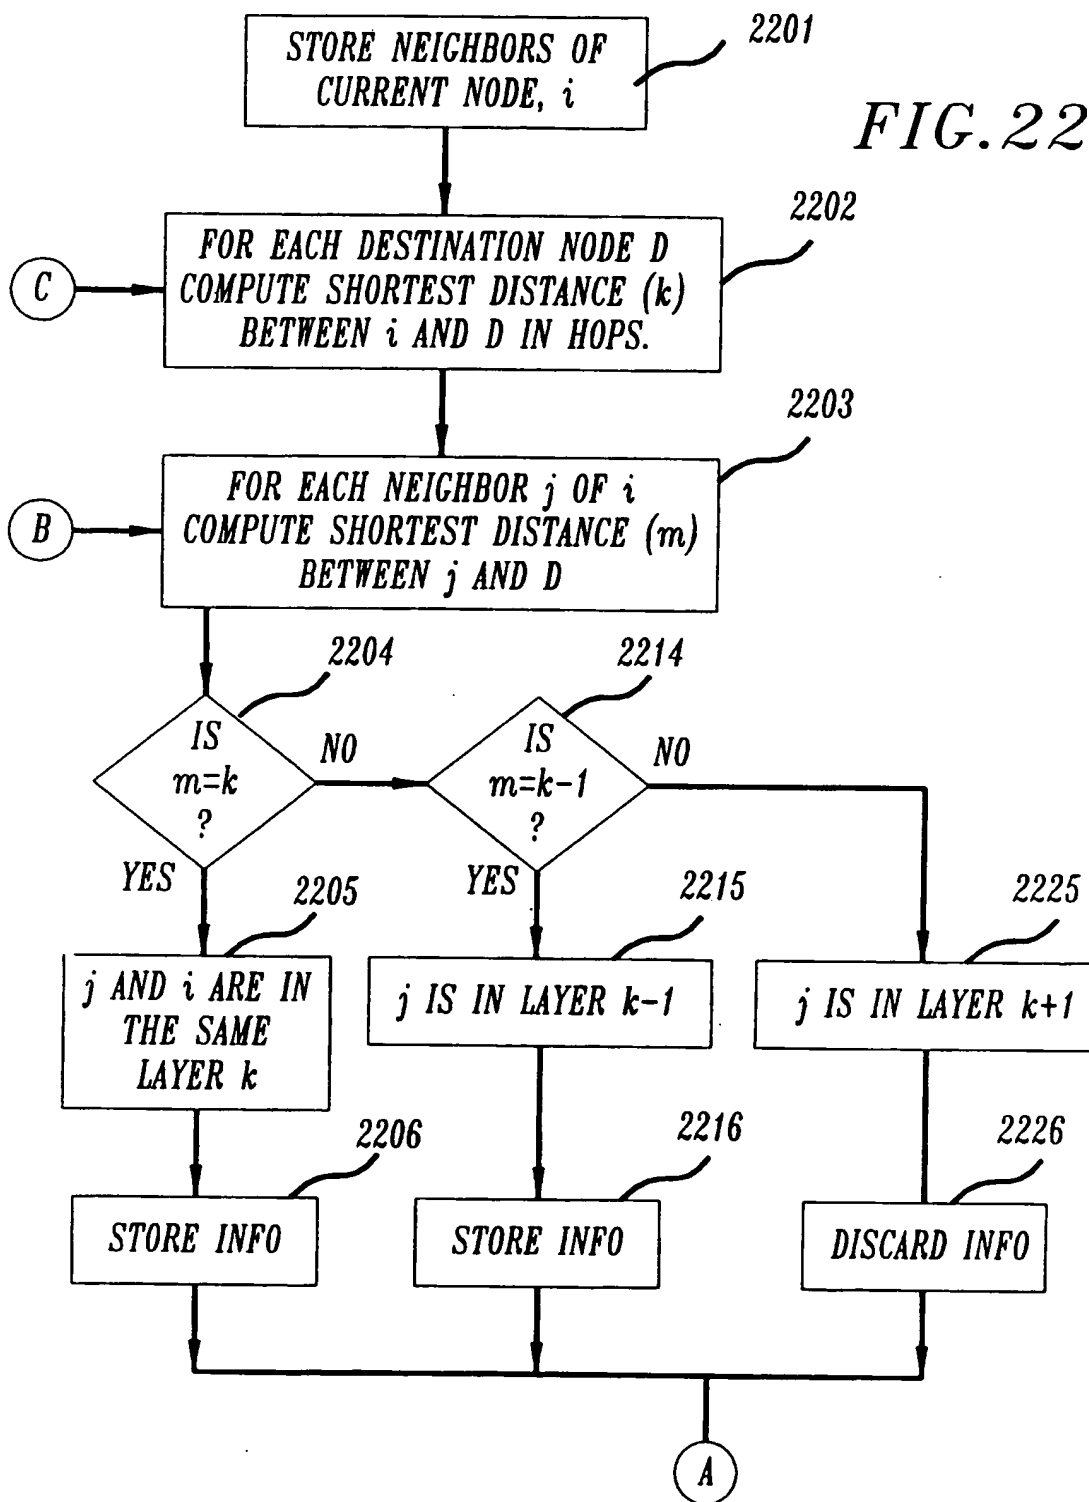 2201
STORE NEIGHBORS OF
CURRENT NODE, i
FIG.22
2202
FOR EACH DESTINATION NODE D
COMPUTE SHORTEST DISTANCE (k)
BETWEEN i AND D IN HOPS.
C
2203
FOR EACH NEIGHBOR j OF i
COMPUTE SHORTEST DISTANCE (m)
BETWEEN j AND D
B
2204
IS
m=k
?
NO
YES
2214
IS
m=k-1
?
NO
YES
2205
j AND i ARE IN
THE SAME
LAYER k
2215
j IS IN LAYER k-1
2225
j IS IN LAYER k+1
2206
STORE INFO
2216
STORE INFO
2226
DISCARD INFO
A